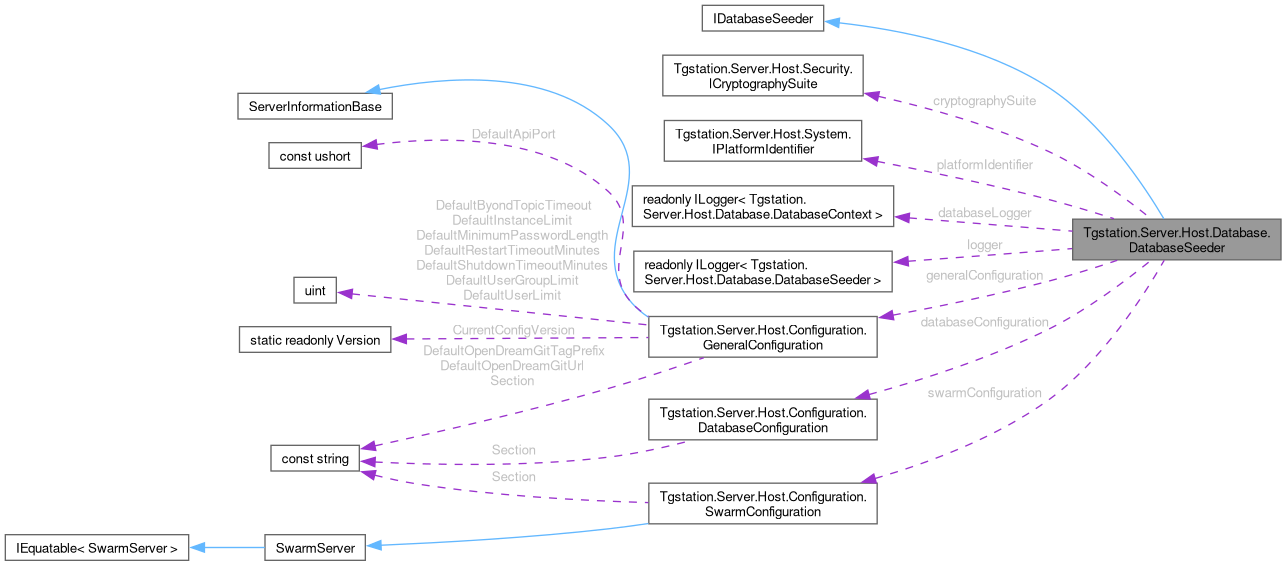 IDatabaseSeeder
Tgstation.Server.Host.Security.
ICryptographySuite
cryptographySuite
ServerInformationBase
const ushort
DefaultApiPort
Tgstation.Server.Host.System.
IPlatformIdentifier
platformIdentifier
readonly ILogger< Tgstation.
Server.Host.Database.DatabaseContext >
databaseLogger
Tgstation.Server.Host.Database.
DatabaseSeeder
readonly ILogger< Tgstation.
Server.Host.Database.DatabaseSeeder >
logger
DefaultByondTopicTimeout
DefaultInstanceLimit
DefaultMinimumPasswordLength
DefaultRestartTimeoutMinutes
DefaultShutdownTimeoutMinutes
DefaultUserGroupLimit
DefaultUserLimit
uint
generalConfiguration
static readonly Version
CurrentConfigVersion
Tgstation.Server.Host.Configuration.
GeneralConfiguration
databaseConfiguration
DefaultOpenDreamGitTagPrefix
DefaultOpenDreamGitUrl
Section
swarmConfiguration
Tgstation.Server.Host.Configuration.
DatabaseConfiguration
const string
Section
Section
Tgstation.Server.Host.Configuration.
SwarmConfiguration
IEquatable< SwarmServer >
SwarmServer